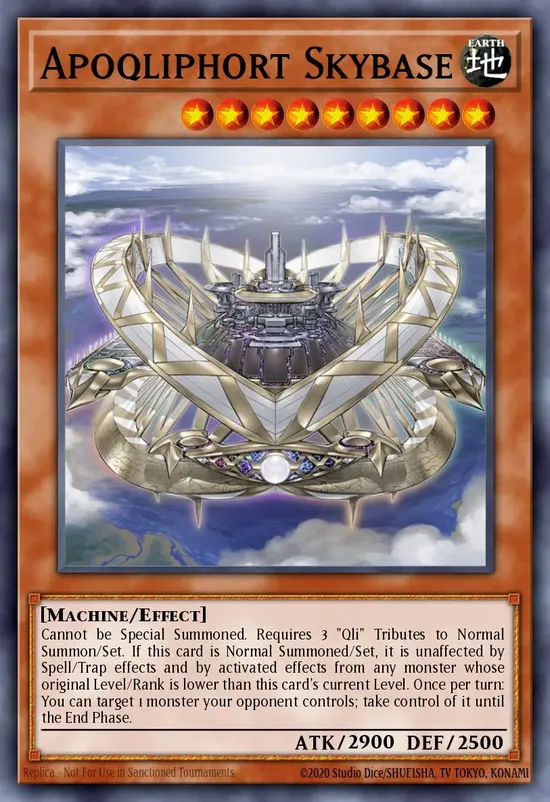 APOQLIPHORT SKYBASE
EARTH
地
[MACHINE/EFFECT]
Cannot be Special Summoned. Requires 3 "Qli" Tributes to Normal
Summon/Set. If this card is Normal Summoned/Set, it is unaffected by
Spell/Trap effects and by activated effects from any monster whose
original Level/Rank is lower than this card's current Level. Once per turn:
You can target 1 monster your opponent controls; take control of it until
the End Phase.
ATK/2900 DEF/2500
Replica - Not For Use in Sanctioned Tournaments.
©2020 Studio Dice/SHUEISHA, TV TOKYO, KONAMI